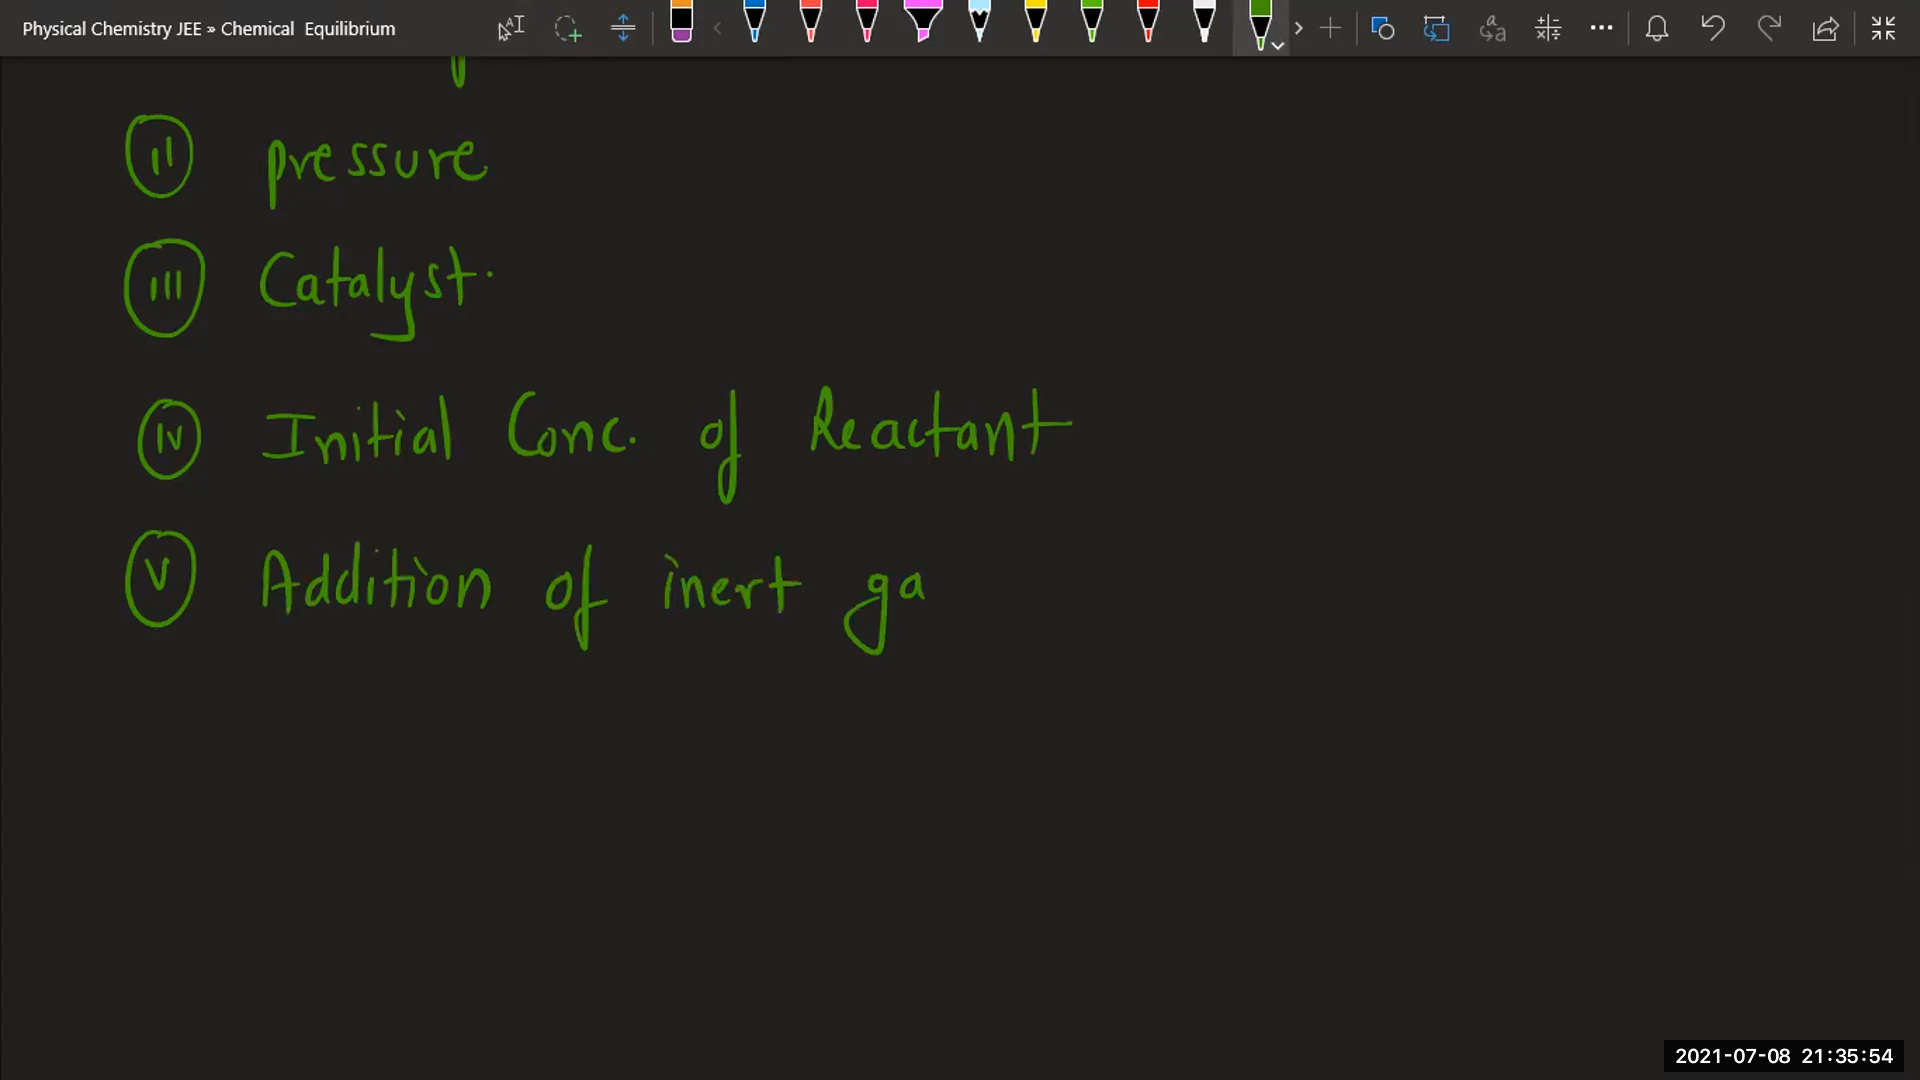 Physical Chemistry JEE » Chemical Equilibrium
ii pressure
iii Catalyst.
iv Initial Conc. of Reactant
v Addition of inert ga
2021-07-08 21:35:54